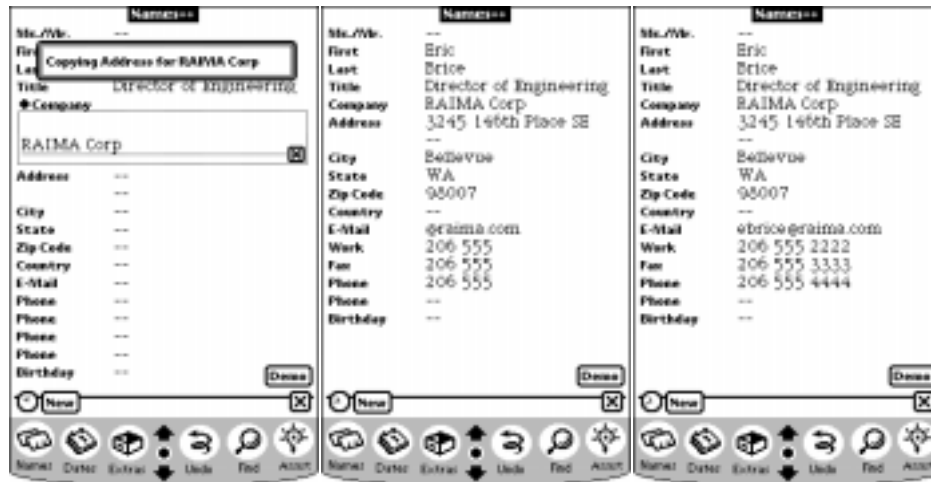 Names
Mr./Ms. --
First
Copying Address for RAIMA Corp
Last
Title Director of Engineering
◆Company
RAIMA Corp
Address --
--
City --
State --
Zip Code --
Country --
E-Mail --
Phone --
Phone --
Phone --
Phone --
Birthday --
Demo
New
Names Dates Extras Undo Find Assist
Names
--
First Eric
Last Brice
Title Director of Engineering
Company RAIMA Corp
Address 3245 146th Place SE
--
City Bellevue
State WA
Zip Code 98007
Country --
E-Mail @raima.com
Work 206 555
Fax 206 555
Phone 206 555
Phone --
Birthday --
Demo
New
Names Dates Extras Undo Find Assist
Names
--
First Eric
Last Brice
Title Director of Engineering
Company RAIMA Corp
Address 3245 146th Place SE
--
City Bellevue
State WA
Zip Code 98007
Country --
E-Mail ebrice@raima.com
Work 206 555 2222
Fax 206 555 3333
Phone 206 555 4444
Phone --
Birthday --
Demo
New
Names Dates Extras Undo Find Assist